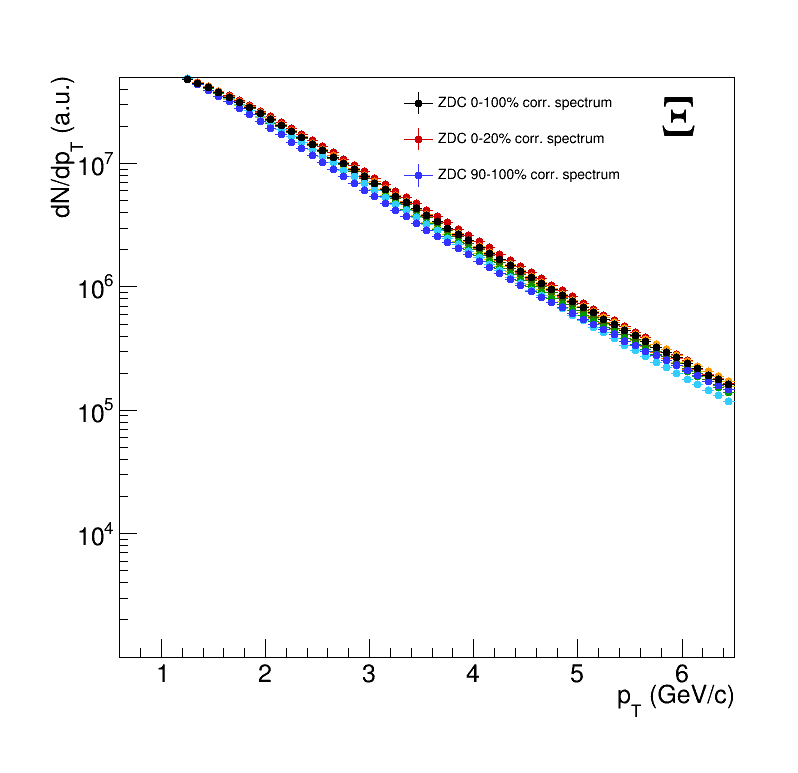 dN/dp_T (a.u.)
ZDC 0-100% corr. spectrum
ZDC 0-20% corr. spectrum
ZDC 90-100% corr. spectrum
Ξ
10^7
10^6
10^5
10^4
1 2 3 4 5 6
p_T (GeV/c)